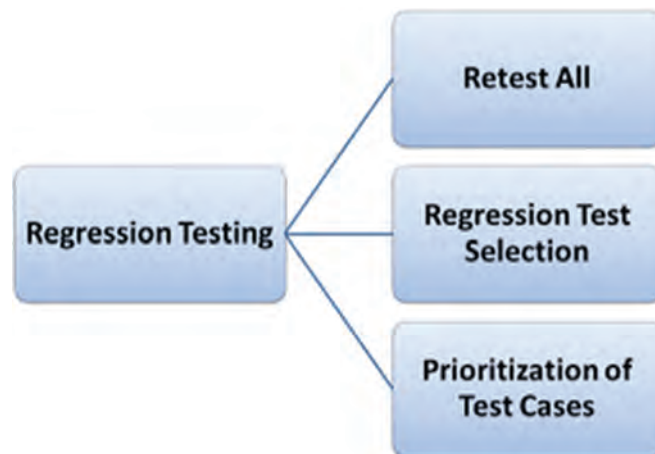 Retest All
Regression Testing
Regression Test
Selection
Prioritization of
Test Cases